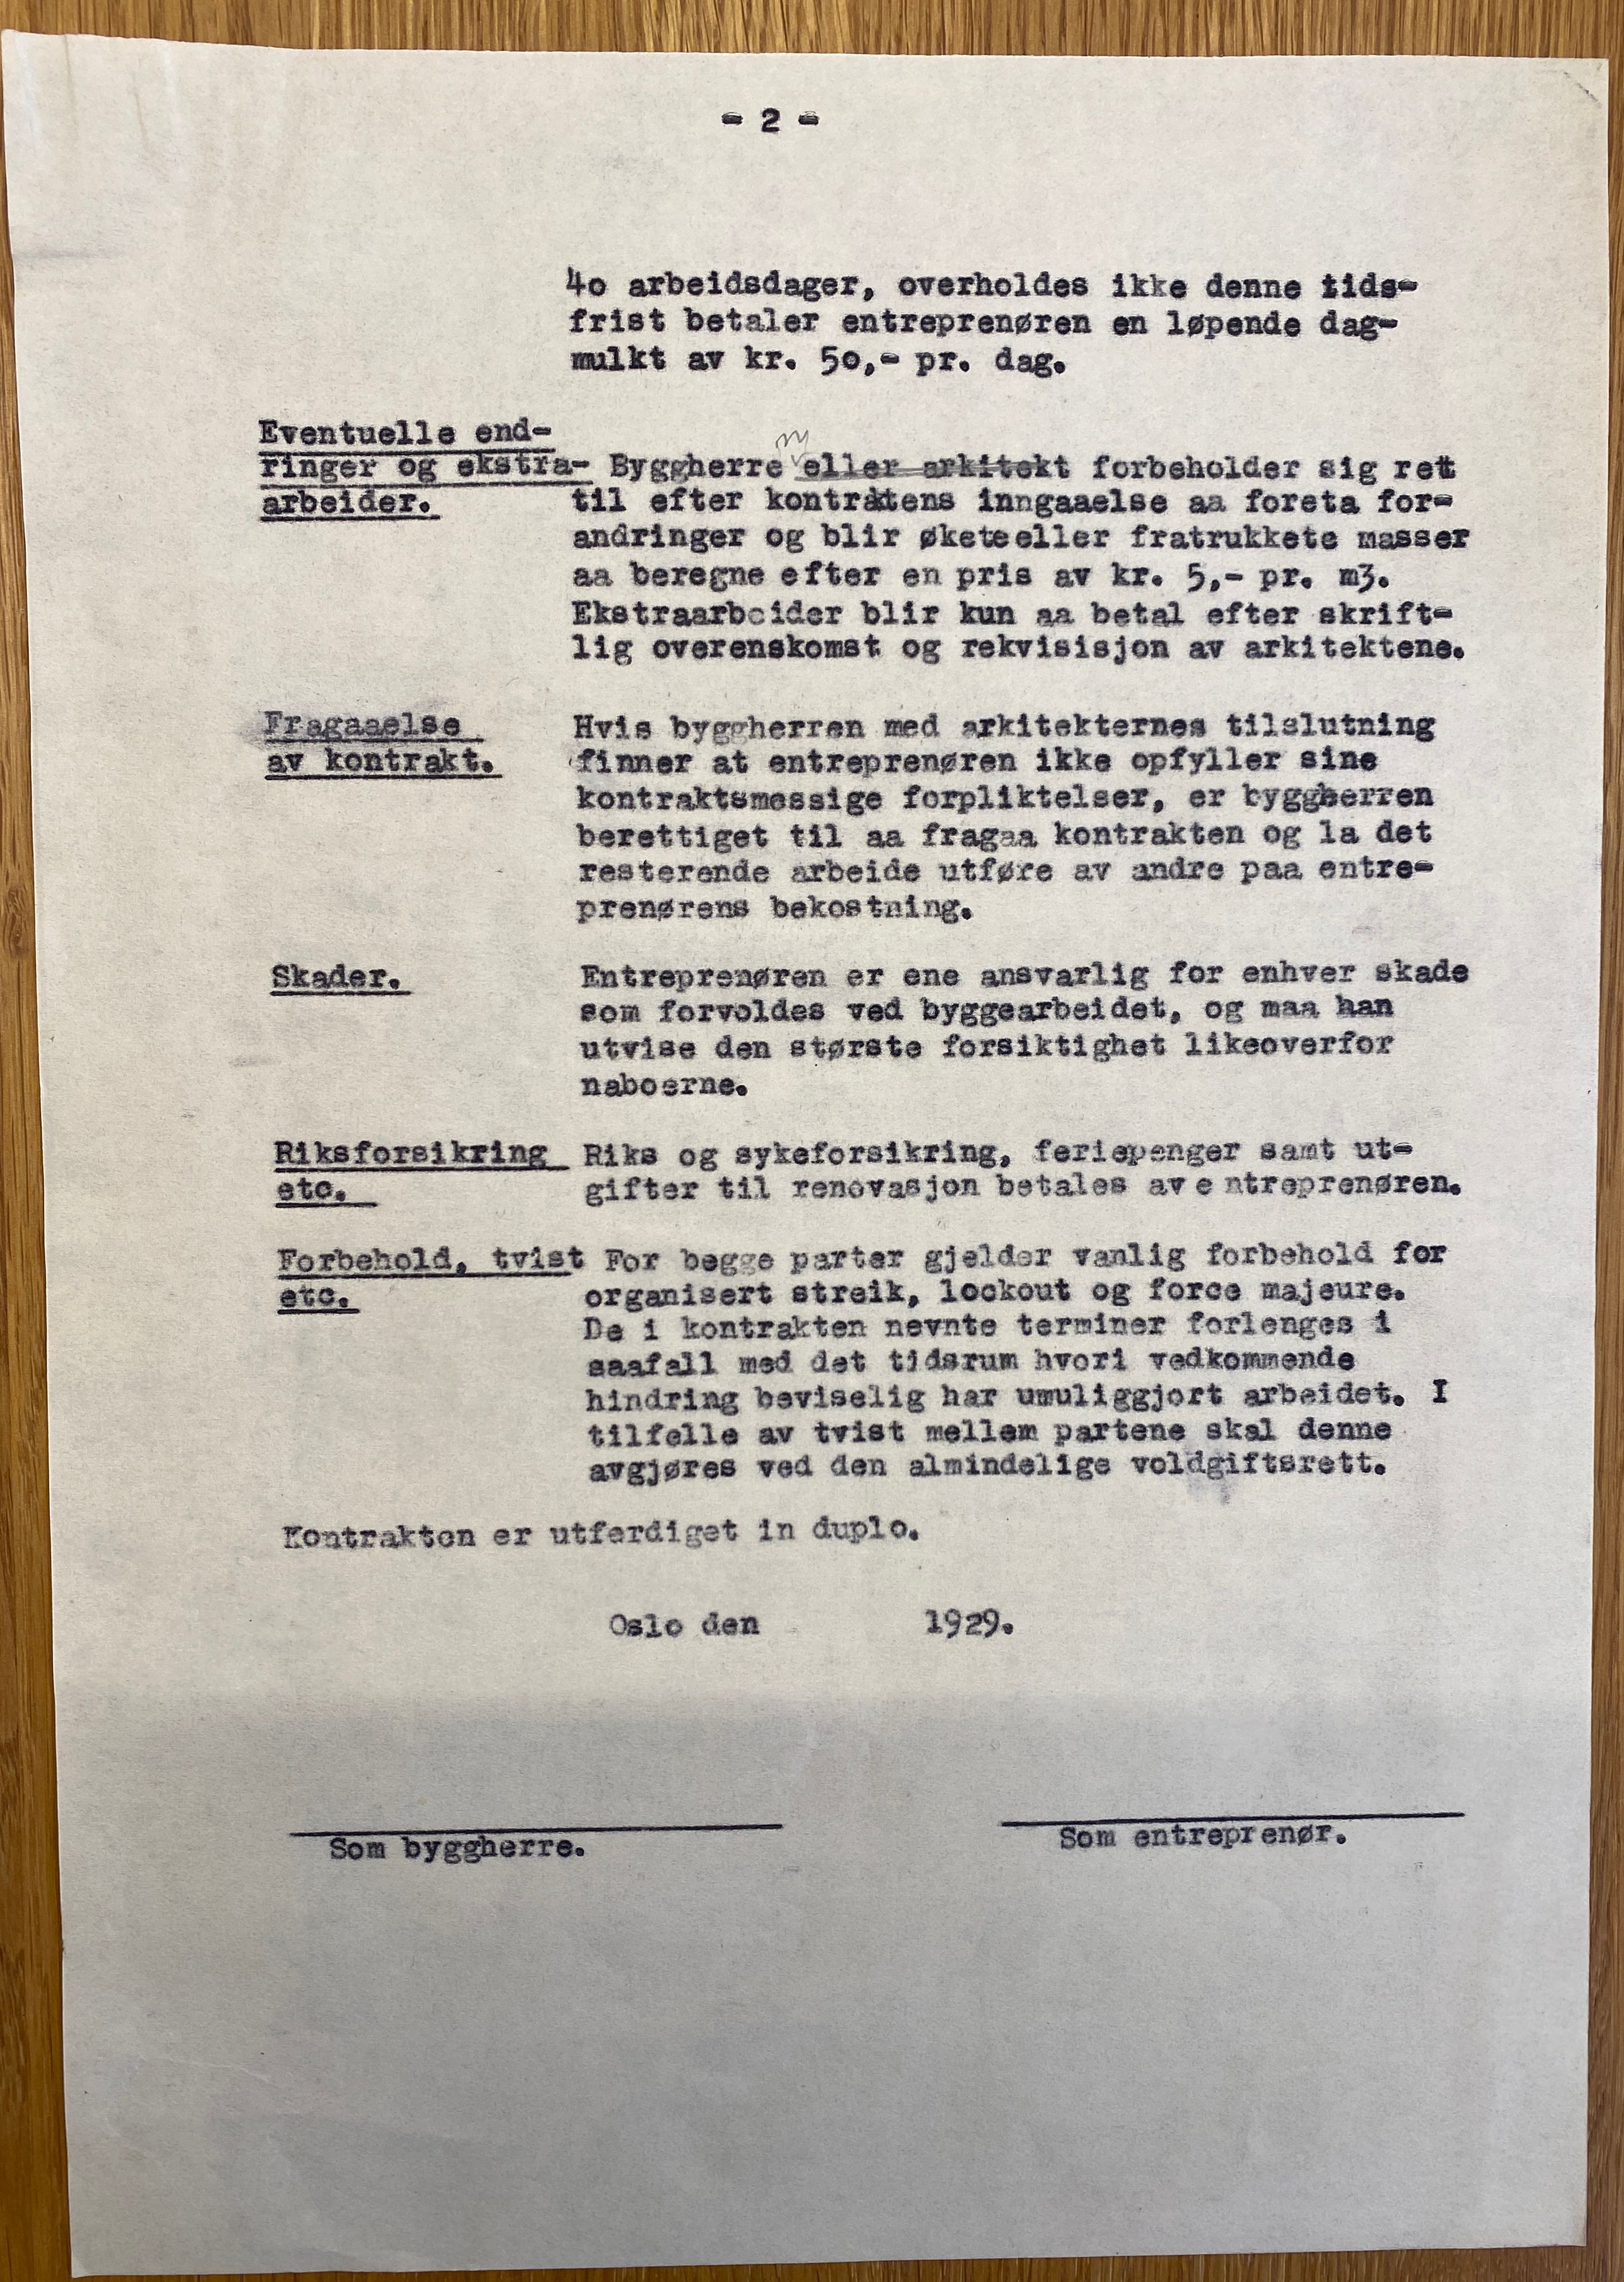 - 2 -
4o arbeidsdager, overholdes ikke denne tids-
frist betaler entreprenøren en løpende dag-
mulkt av kr. 5o,- pr. dag.
Eventuelle end-
ringer og ekstra- Byggherre eller arkitekt forbeholder sig rett
arbeider. til efter kontraktens inngaaelse aa foreta for-
andringer og blir økete eller fratrukkete masser
aa beregne efter en pris av kr. 5,- pr. m3.
Ekstraarbeider blir kun aa betal efter skrift-
lig overenskomst og rekvisisjon av arkitektene.
Fragaaelse Hvis byggherren med arkitekternes tilslutning
av kontrakt. finner at entreprenøren ikke opfyller sine
kontraktsmessige forpliktelser, er byggherren
berettiget til aa fragaa kontrakten og la det
resterende arbeide utføre av andre paa entre-
prenørens bekostning.
Skader. Entreprenøren er ene ansvarlig for enhver skade
som forvoldes ved byggearbeidet, og maa han
utvise den største forsiktighet likeoverfor
naboerne.
Riksforsikring Riks og sykeforsikring, feriepenger samt ut-
etc. gifter til renovasjon betales av entreprenøren.
Forbehold, tvist For begge parter gjelder vanlig forbehold for
etc. organisert streik, lockout og force majeure.
De i kontrakten nevnte terminer forlenges i
saafall med det tidsrum hvori vedkommende
hindring beviselig har umuliggjort arbeidet. I
tilfelle av tvist mellem partene skal denne
avgjøres ved den almindelige voldgiftsrett.
Kontrakten er utferdiget in duplo.
Oslo den 1929.
Som byggherre. Som entreprenør.